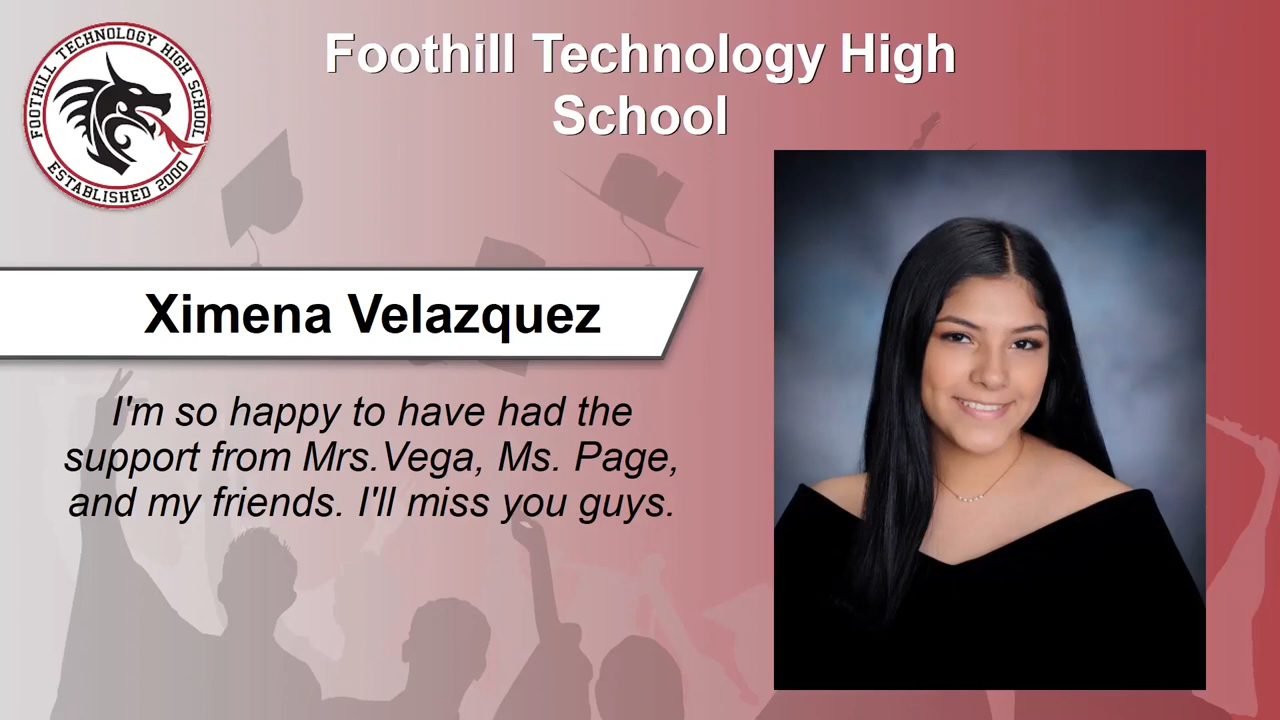 FOOTHILL TECHNOLOGY HIGH SCHOOL
ESTABLISHED 2000
Foothill Technology High
School
Ximena Velazquez
I'm so happy to have had the
support from Mrs.Vega, Ms. Page,
and my friends. I'll miss you guys.